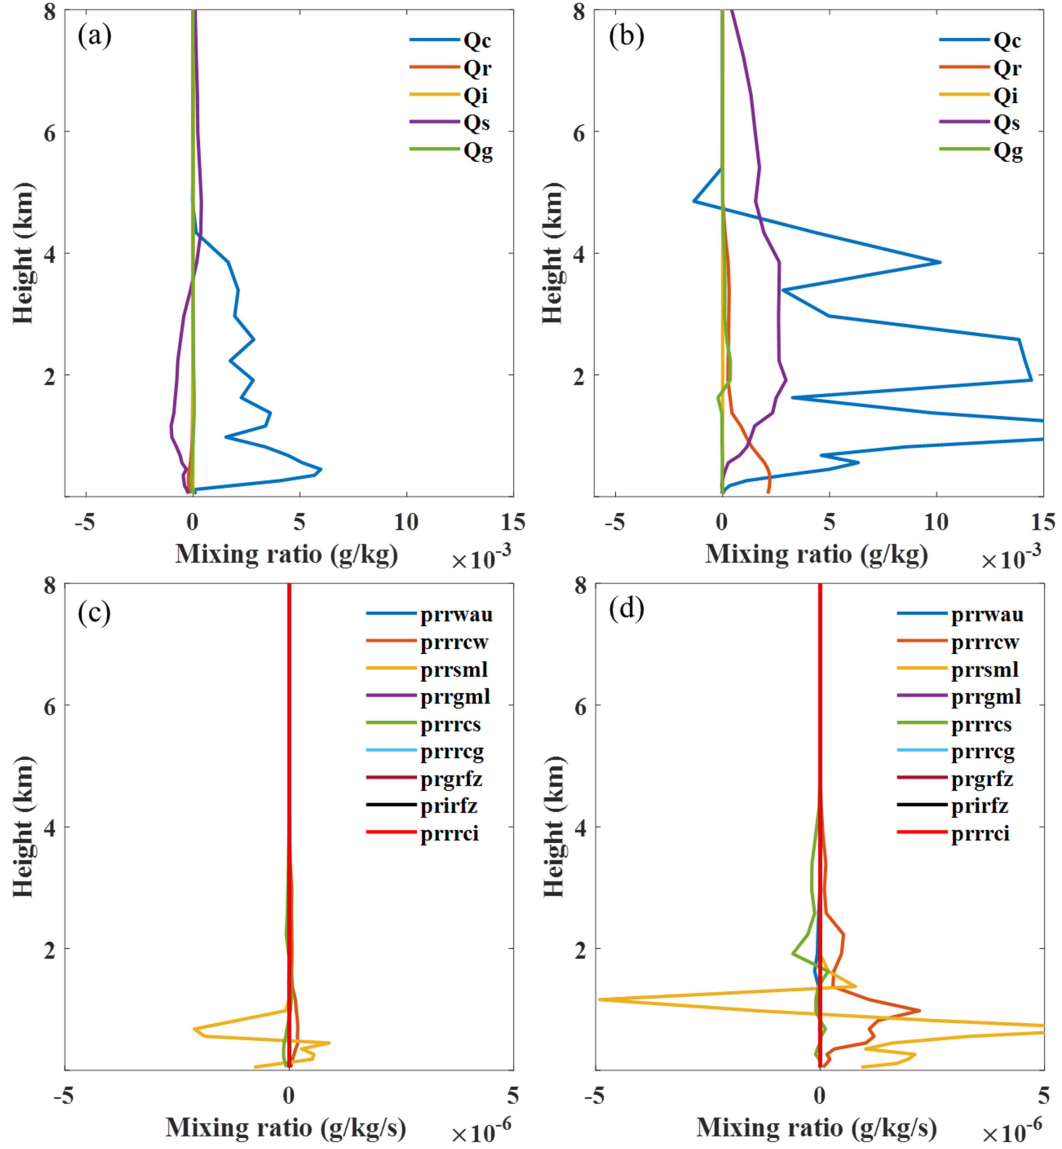 (a)
Qc
Qr
Qi
Qs
Qg
8
6
4
2
Height (km)
-5 0 5 10 15
Mixing ratio (g/kg)
×10⁻³
(b)
Qc
Qr
Qi
Qs
Qg
8
6
4
2
Height (km)
-5 0 5 10 15
Mixing ratio (g/kg)
×10⁻³
(c)
prrwau
prrrcw
prrsml
prrgml
prrrcs
prrrcg
prgrfz
prirfz
prrrci
8
6
4
2
Height (km)
-5 0 5
Mixing ratio (g/kg/s)
×10⁻⁶
(d)
prrwau
prrrcw
prrsml
prrgml
prrrcs
prrrcg
prgrfz
prirfz
prrrci
8
6
4
2
Height (km)
-5 0 5
Mixing ratio (g/kg/s)
×10⁻⁶